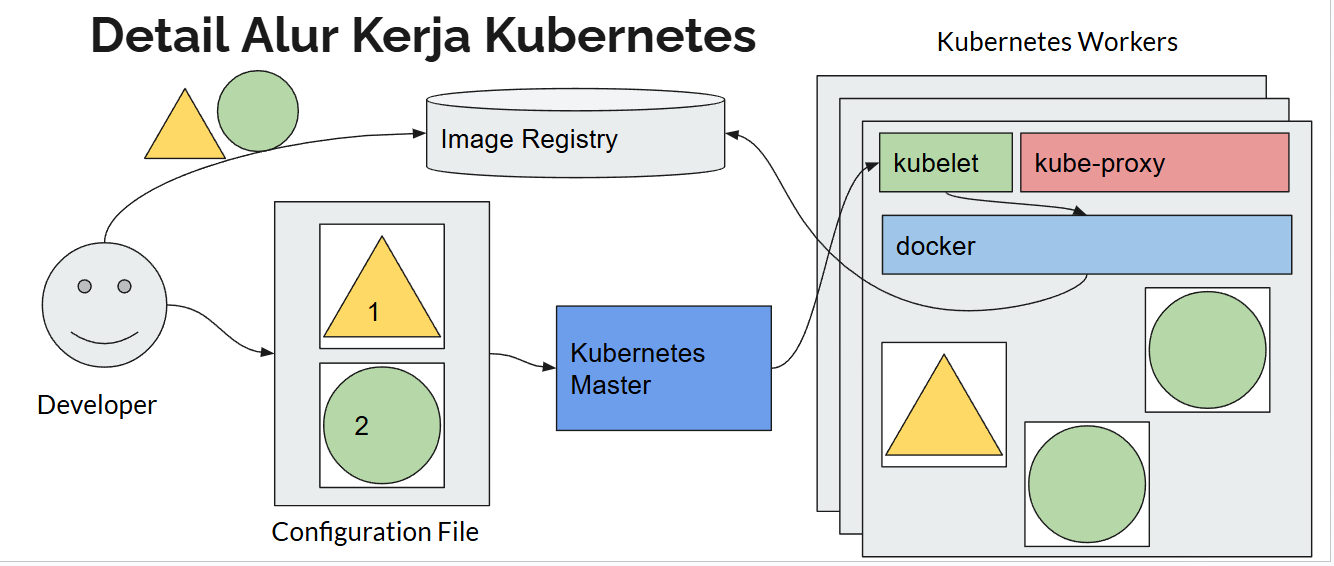 Detail Alur Kerja Kubernetes
Kubernetes Workers
Image Registry
kubelet
kube-proxy
docker
1
2
Kubernetes
Master
Developer
Configuration File